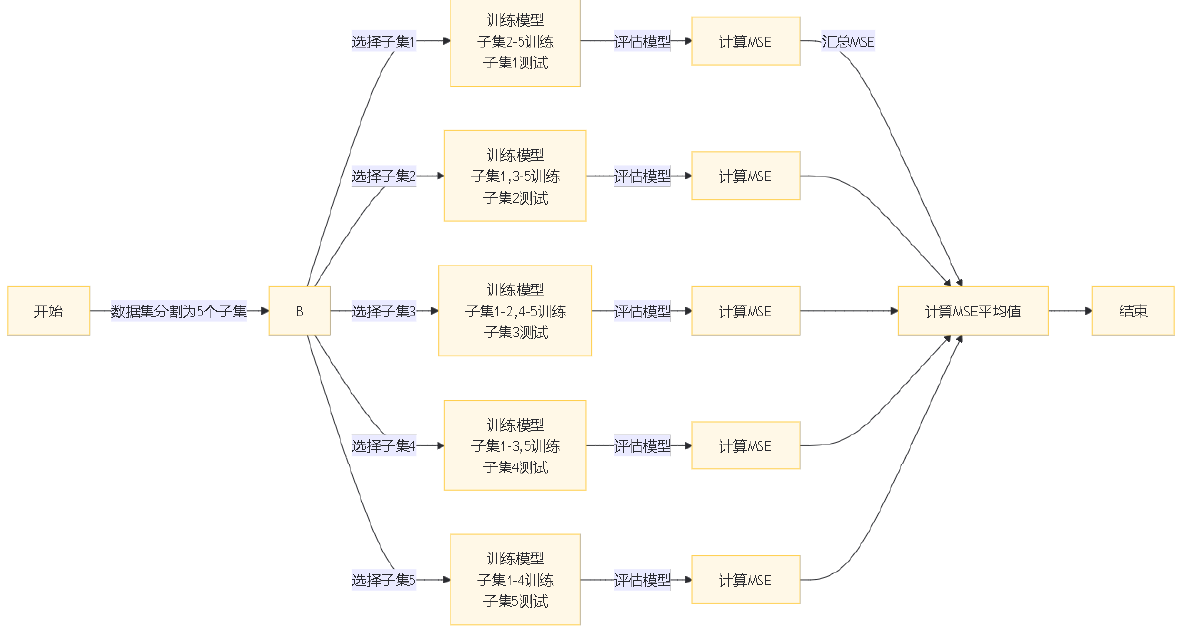 训练模型
子集2-5训练
子集1测试
选择子集1
评估模型
计算MSE
汇总MSE
训练模型
子集1,3-5训练
子集2测试
选择子集2
评估模型
计算MSE
开始
数据集分割为5个子集
B
选择子集3
训练模型
子集1-2,4-5训练
子集3测试
评估模型
计算MSE
计算MSE平均值
结束
选择子集4
训练模型
子集1-3,5训练
子集4测试
评估模型
计算MSE
选择子集5
训练模型
子集1-4训练
子集5测试
评估模型
计算MSE